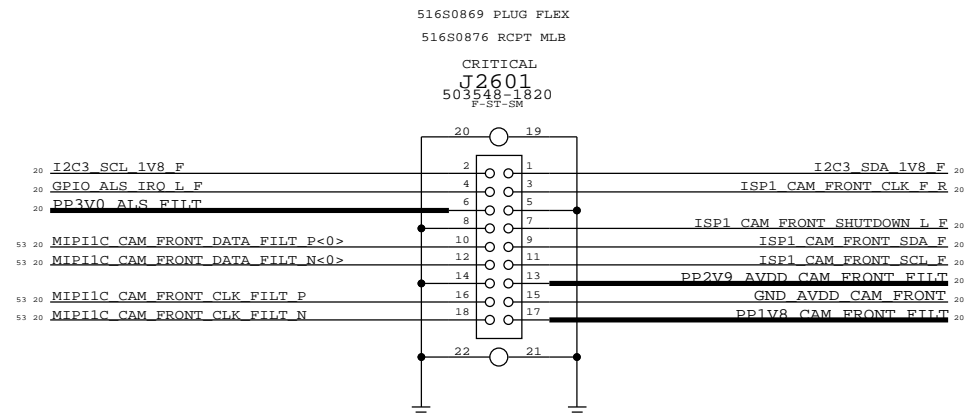 516S0869 PLUG FLEX
516S0876 RCPT MLB
CRITICAL
J2601
503548-1820
F-ST-SM
20 19
20 I2C3_SCL_1V8_F 2 1 I2C3_SDA_1V8_F 20
20 GPIO_ALS_IRQ_L_F 4 3 ISP1_CAM_FRONT_CLK_F_R 20
20 PP3V0_ALS_FILT 6 5
8 7 ISP1_CAM_FRONT_SHUTDOWN_L_F 20
53 20 MIPI1C_CAM_FRONT_DATA_FILT_P<0> 10 9 ISP1_CAM_FRONT_SDA_F 20
53 20 MIPI1C_CAM_FRONT_DATA_FILT_N<0> 12 11 ISP1_CAM_FRONT_SCL_F 20
14 13 PP2V9_AVDD_CAM_FRONT_FILT 20
53 20 MIPI1C_CAM_FRONT_CLK_FILT_P 16 15 GND_AVDD_CAM_FRONT 20
53 20 MIPI1C_CAM_FRONT_CLK_FILT_N 18 17 PP1V8_CAM_FRONT_FILT 20
22 21